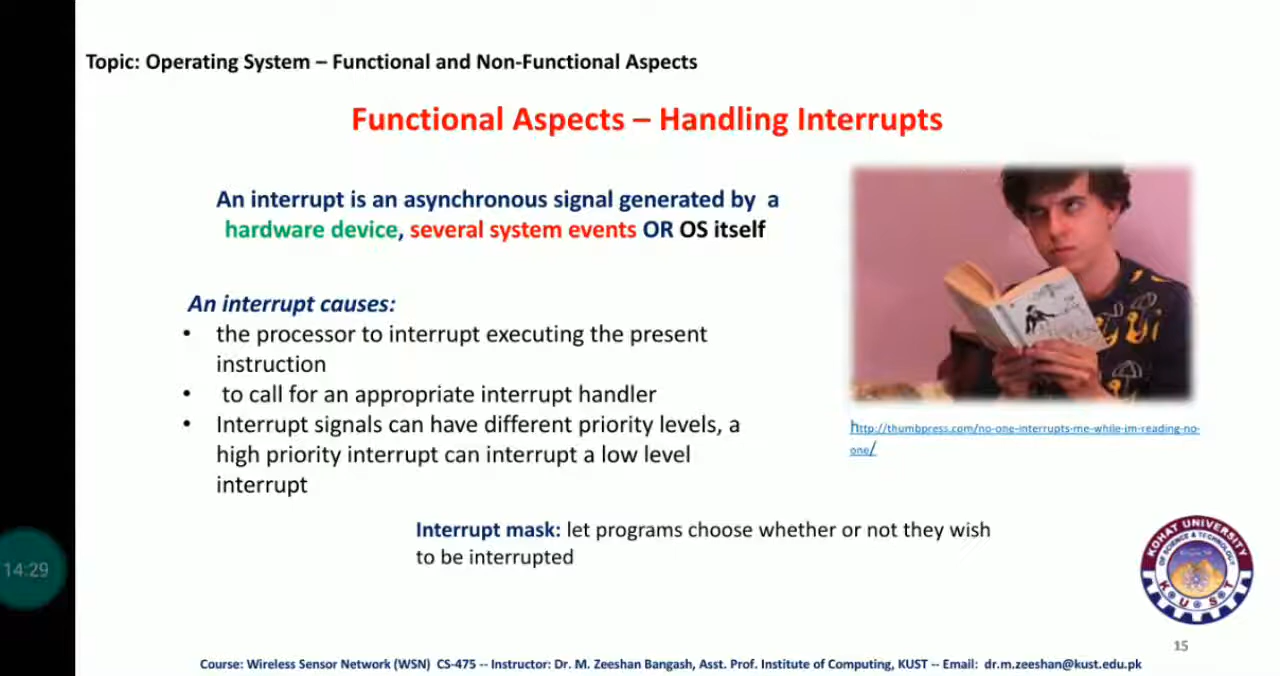 Topic: Operating System – Functional and Non-Functional Aspects
Functional Aspects – Handling Interrupts
An interrupt is an asynchronous signal generated by a
hardware device, several system events OR OS itself
An interrupt causes:
• the processor to interrupt executing the present
instruction
• to call for an appropriate interrupt handler
• Interrupt signals can have different priority levels, a
high priority interrupt can interrupt a low level
interrupt
http://thumbpress.com/no-one-interrupts-me-while-im-reading-no-
one/
Interrupt mask: let programs choose whether or not they wish
to be interrupted
KOHAT UNIVERSITY
OF SCIENCE & TECHNOLOGY
K U S T
14:29
15
Course: Wireless Sensor Network (WSN) CS-475 -- Instructor: Dr. M. Zeeshan Bangash, Asst. Prof. Institute of Computing, KUST -- Email: dr.m.zeeshan@kust.edu.pk